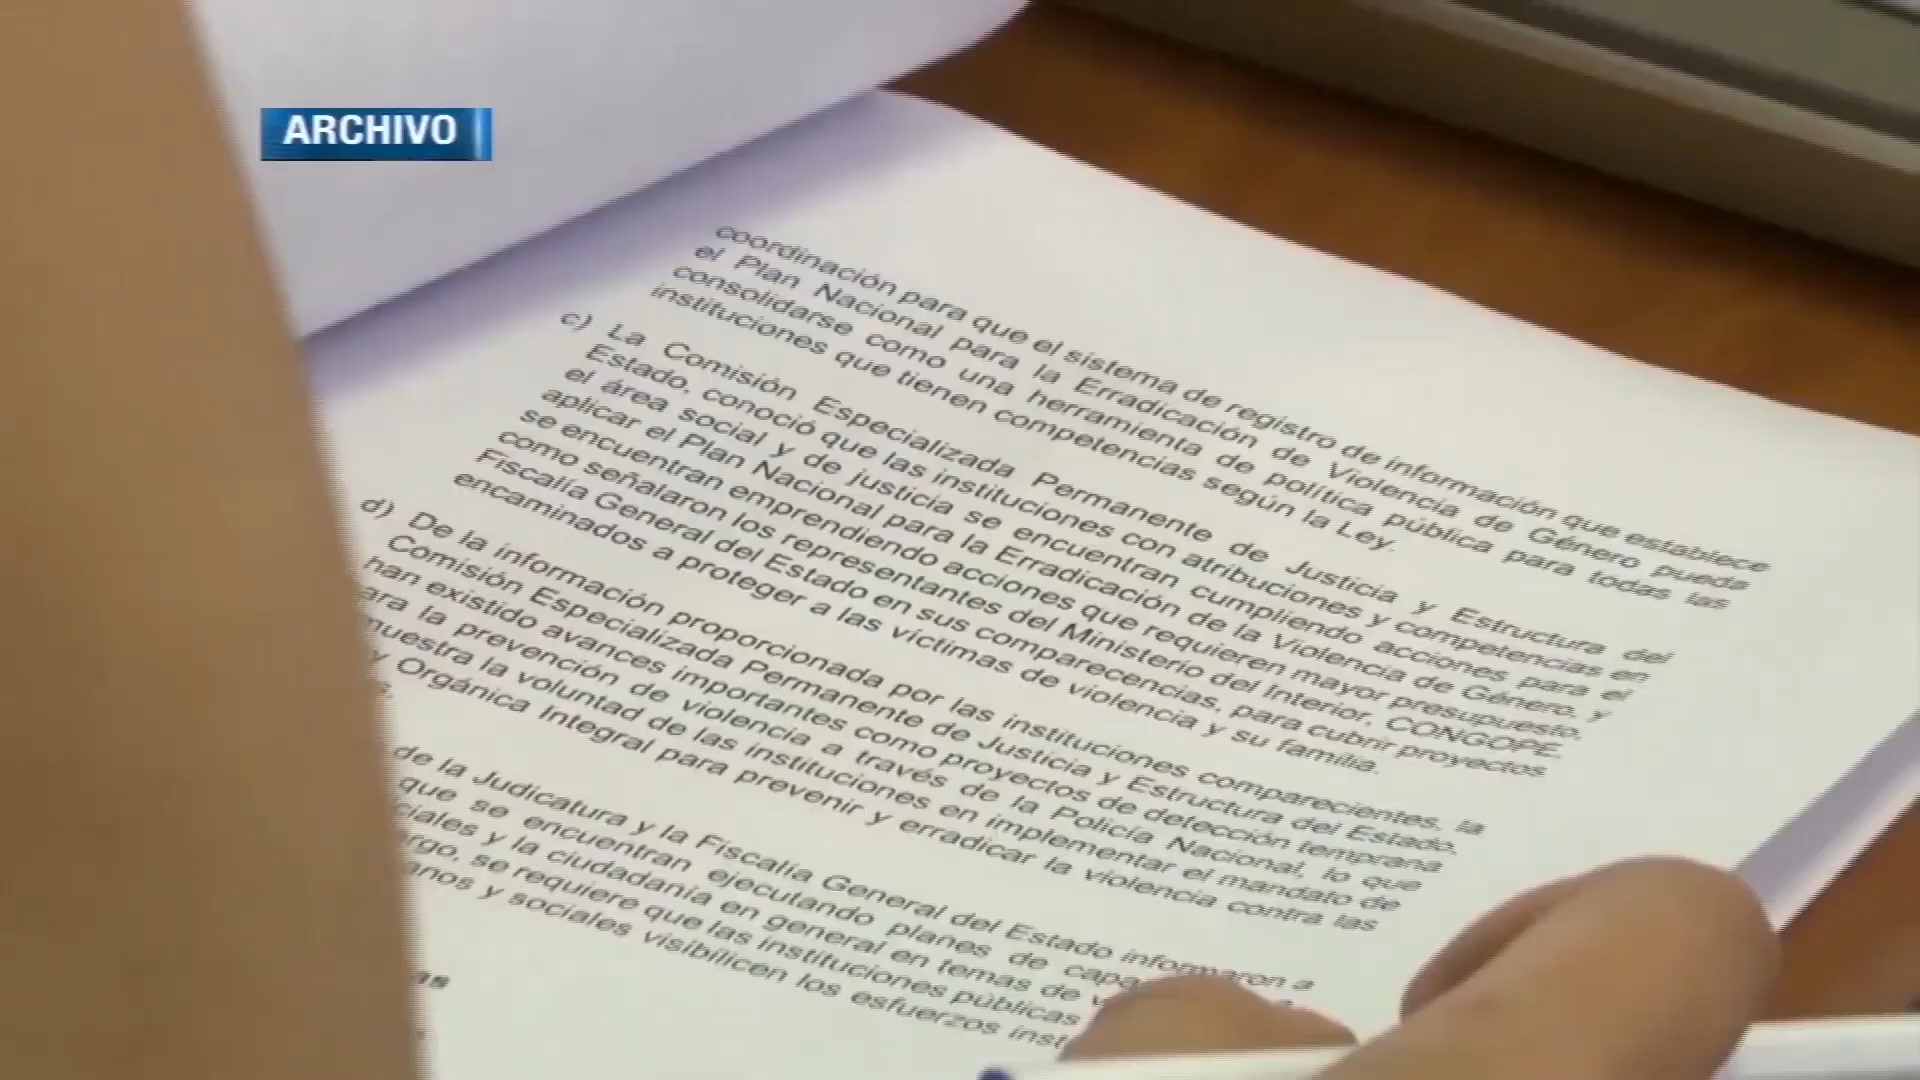 ARCHIVO
coordinación para que el sistema de registro de información que establece
el Plan Nacional para la Erradicación de Violencia de Género pueda
consolidarse como una herramienta de política pública para todas las
instituciones que tienen competencias según la Ley.
c) La Comisión Especializada Permanente de Justicia y Estructura del
Estado, conoció que las instituciones con atribuciones y competencias en
el área social y de justicia se encuentran cumpliendo acciones para el
aplicar el Plan Nacional para la Erradicación de la Violencia de Género, y
se encuentran emprendiendo acciones que requieren mayor presupuesto,
como señalaron los representantes del Ministerio del Interior, CONGOPE,
Fiscalía General del Estado en sus comparecencias, para cubrir proyectos
encaminados a proteger a las víctimas de violencia y su familia.
d) De la información proporcionada por las instituciones comparecientes, la
Comisión Especializada Permanente de Justicia y Estructura del Estado,
han existido avances importantes como proyectos de detección temprana
ara la prevención de violencia a través de la Policía Nacional, lo que
muestra la voluntad de las instituciones en implementar el mandato de
y Orgánica Integral para prevenir y erradicar la violencia contra las
s.
de la Judicatura y la Fiscalía General del Estado informaron a
que se encuentran ejecutando planes de capa
ciales y la ciudadanía en general en temas de v
rgo, se requiere que las instituciones públicas
anos y sociales visibilicen los esfuerzos inst
as